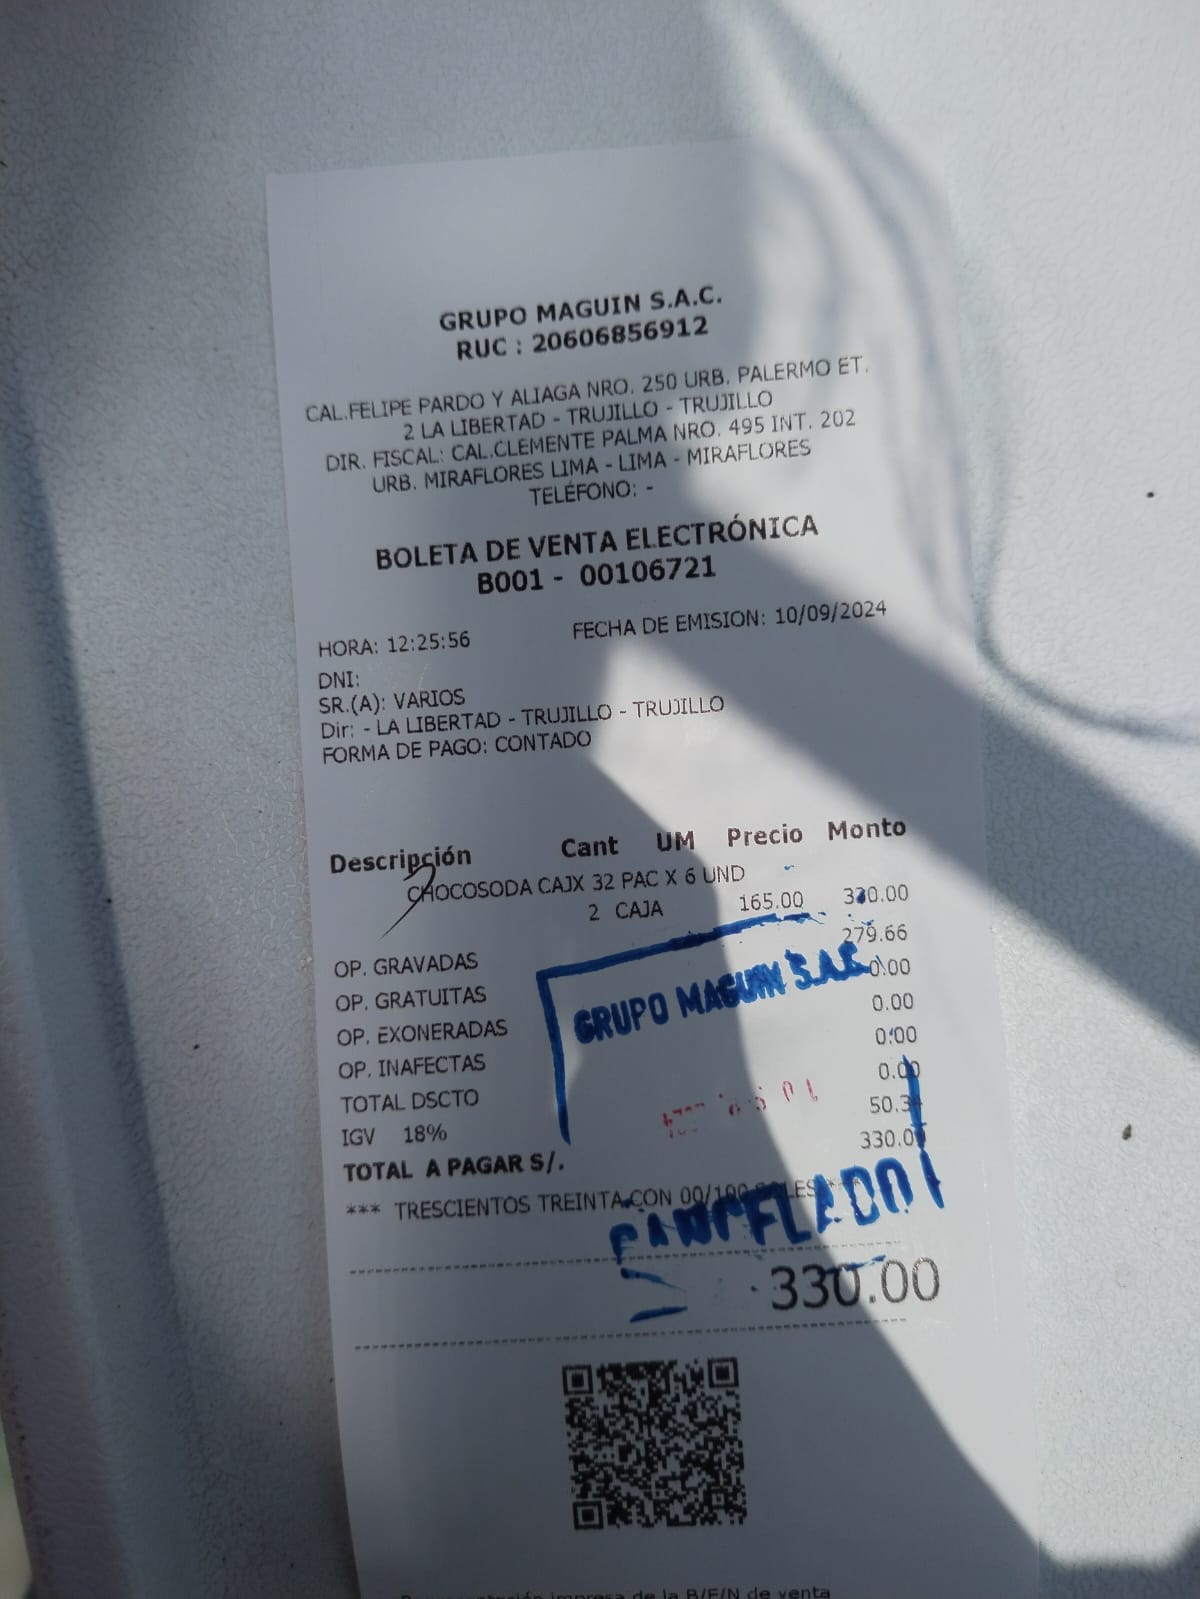 GRUPO MAGUIN S.A.C.
RUC : 20606856912
CAL.FELIPE PARDO Y ALIAGA NRO. 250 URB. PALERMO ET.
2 LA LIBERTAD - TRUJILLO - TRUJILLO
DIR. FISCAL: CAL.CLEMENTE PALMA NRO. 495 INT. 202
URB. MIRAFLORES LIMA - LIMA - MIRAFLORES
TELÉFONO: -
BOLETA DE VENTA ELECTRÓNICA
B001 - 00106721
HORA: 12:25:56 FECHA DE EMISION: 10/09/2024
DNI:
SR.(A): VARIOS
Dir: - LA LIBERTAD - TRUJILLO - TRUJILLO
FORMA DE PAGO: CONTADO
Descripción Cant UM Precio Monto
CHOCOSODA CAJX 32 PAC X 6 UND
2 CAJA 165.00 330.00
279.66
OP. GRAVADAS 0.00
OP. GRATUITAS 0.00
OP. EXONERADAS 0.00
OP. INAFECTAS 0.00
TOTAL DSCTO 50.34
IGV 18% 330.00
TOTAL A PAGAR S/.
*** TRESCIENTOS TREINTA CON 00/100 SOLES ***
GRUPO MAGUIN S.A.C.
CANCELADO
330.00
impresa de la B/F/N de venta